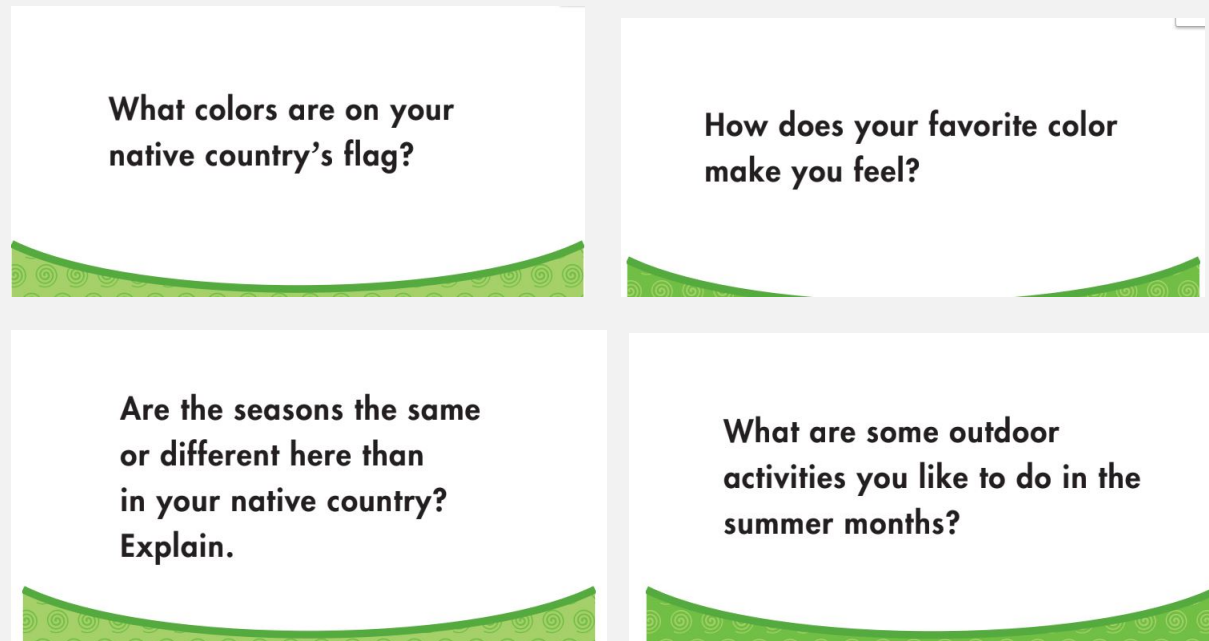 What colors are on your
native country’s flag?
How does your favorite color
make you feel?
Are the seasons the same
or different here than
in your native country?
Explain.
What are some outdoor
activities you like to do in the
summer months?